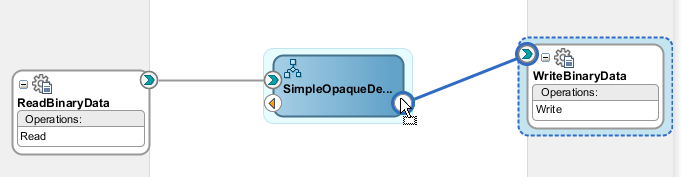 ReadBinaryData
Operations:
Read
SimpleOpaqueDe...
WriteBinaryData
Operations:
Write